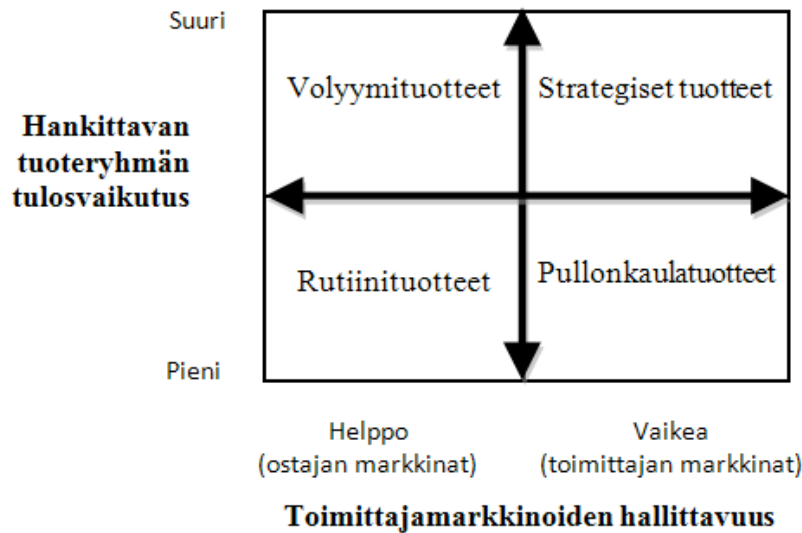 Suuri
Volyymituotteet
Strategiset tuotteet
Hankittavan
tuoteryhmän
tulosvaikutus
Rutiinituotteet
Pullonkaulatuotteet
Pieni
Helppo
(ostajan markkinat)
Vaikea
(toimittajan markkinat)
Toimittajamarkkinoiden hallittavuus